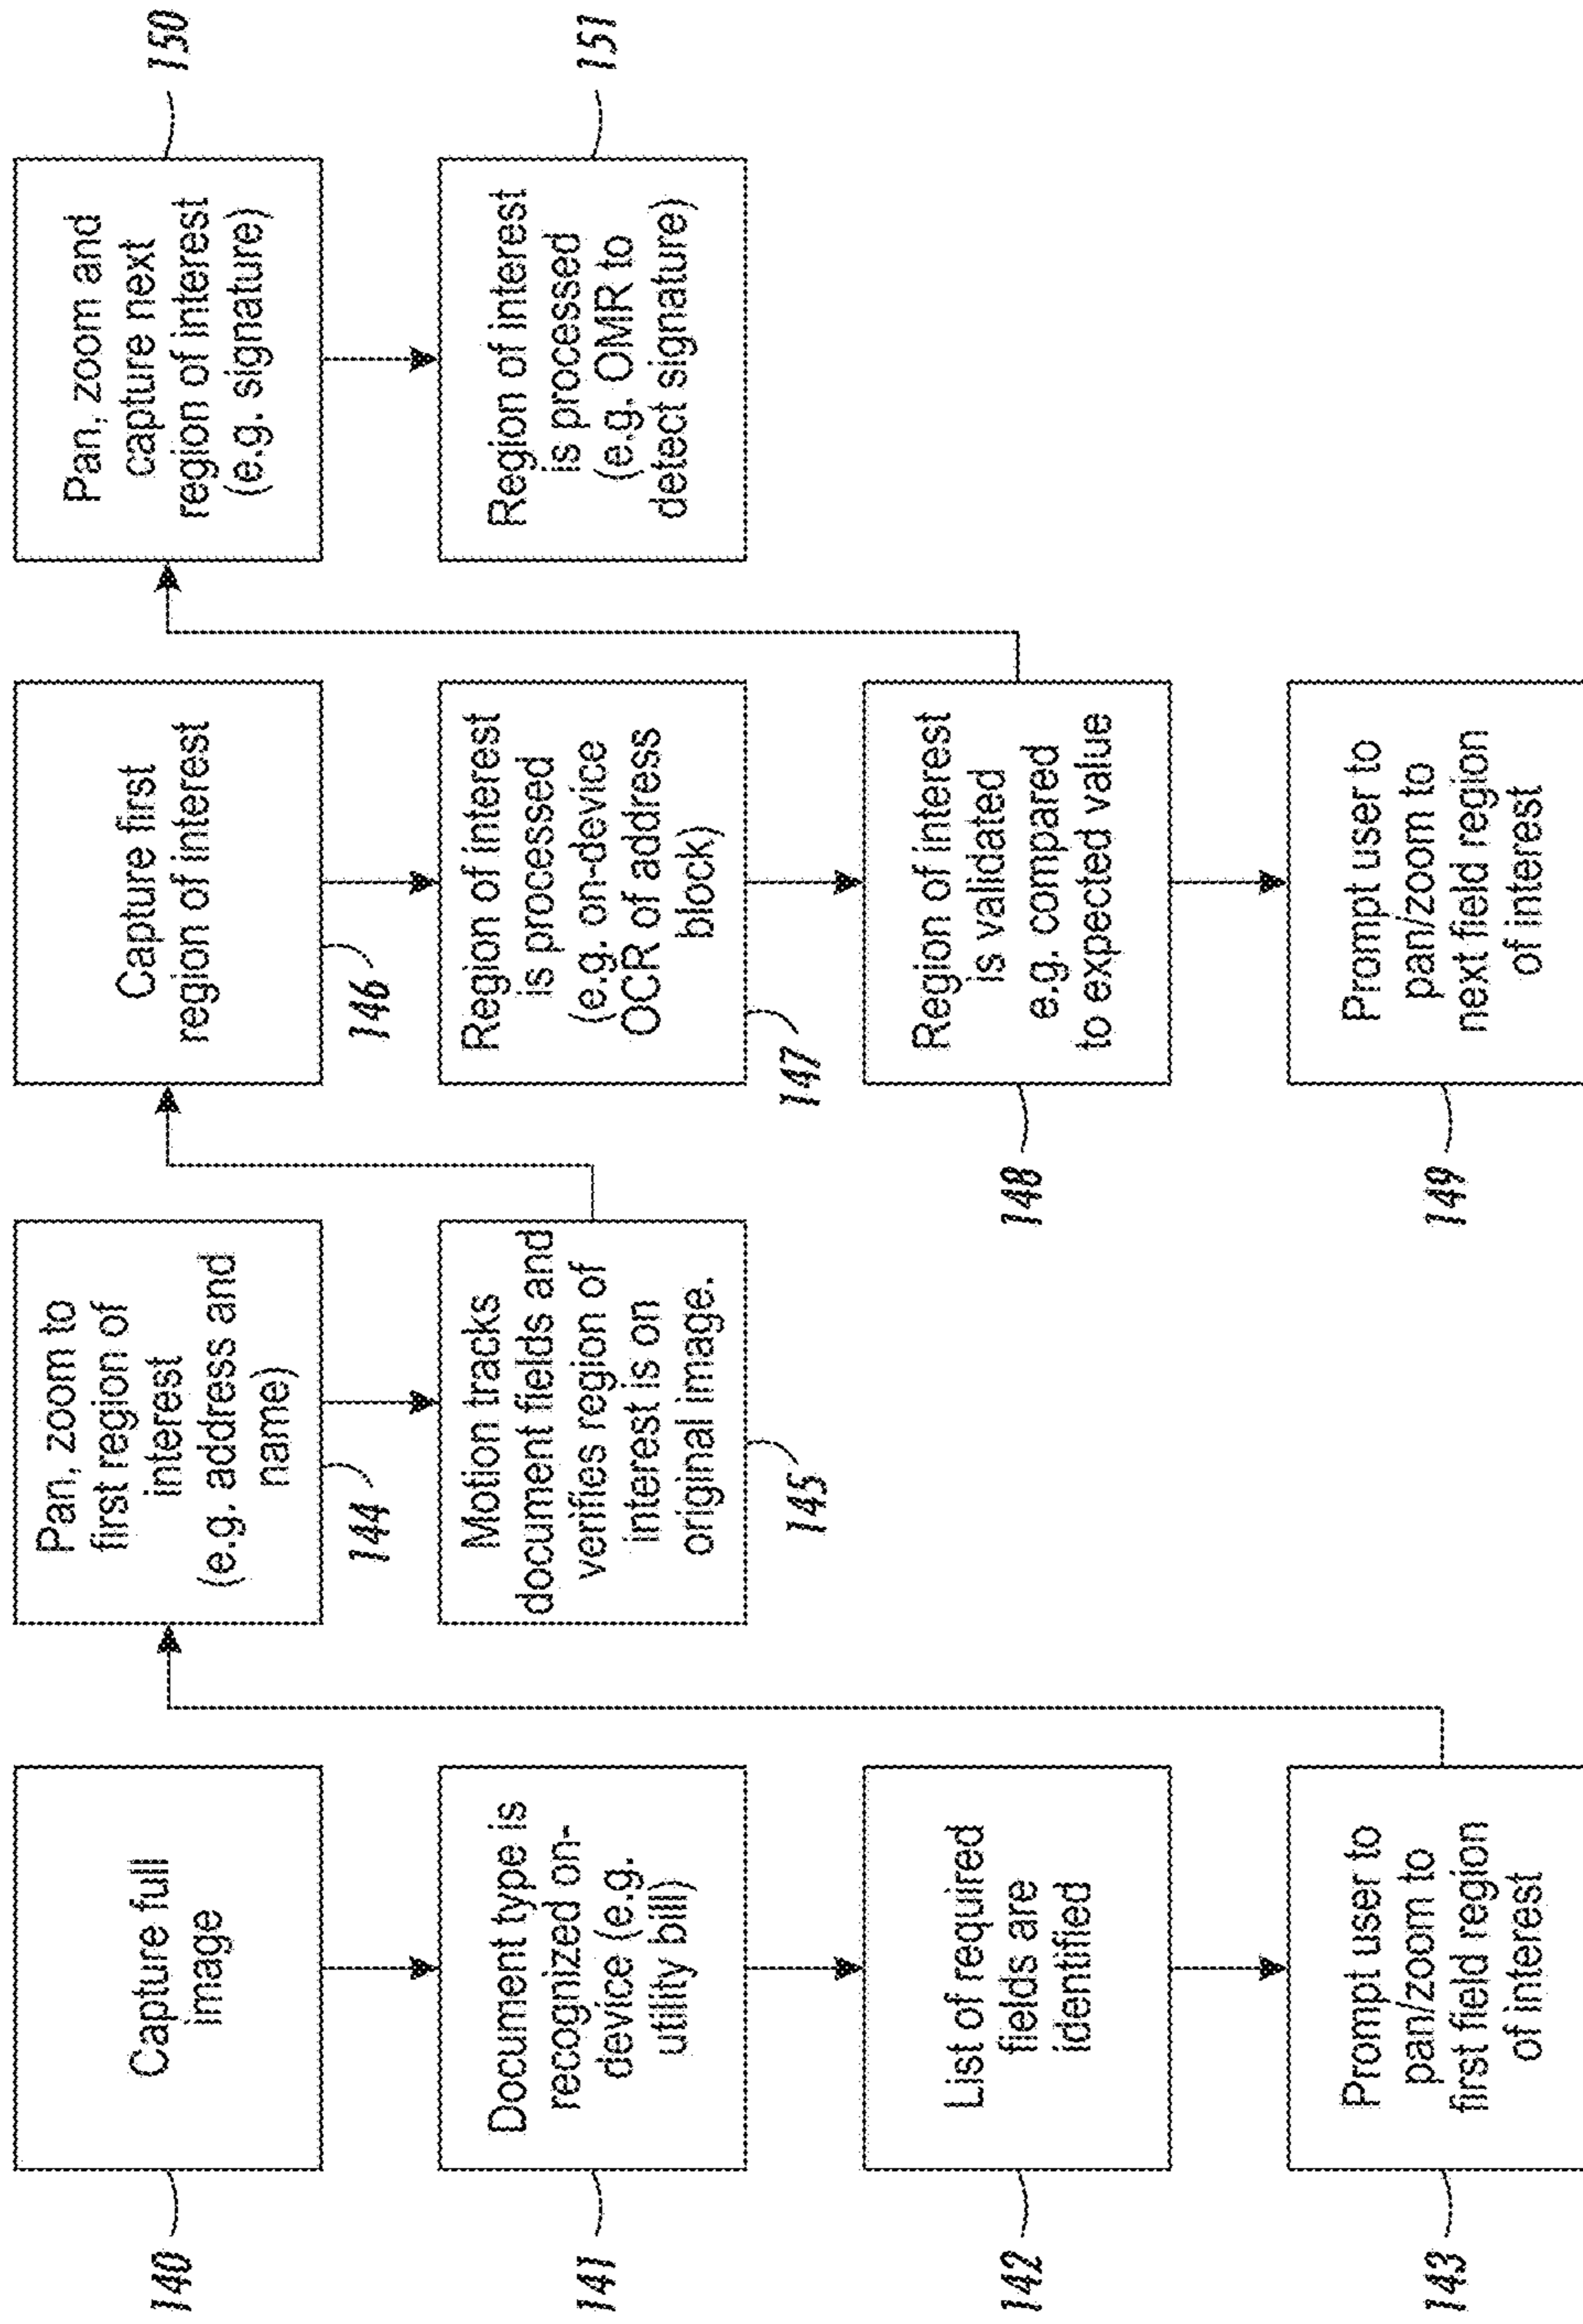 140
Capture full
image
141
Document type is
recognized on-
device (e.g.
utility bill)
142
List of required
fields are
identified
143
Prompt user to
pan/zoom to
first field region
of interest
Pan, zoom to
first region of
interest
(e.g. address and
name)
144
Motion tracks
document fields and
verifies region of
interest is on
original image.
145
Capture first
region of interest
146
Region of interest
is processed
(e.g. on-device
OCR of address
block)
147
Region of interest
is validated
e.g. compared
to expected value
148
Prompt user to
pan/zoom to
next field region
of interest
149
Pan, zoom and
capture next
region of interest
(e.g. signature)
150
Region of interest
is processed
(e.g. OMR to
detect signature)
151